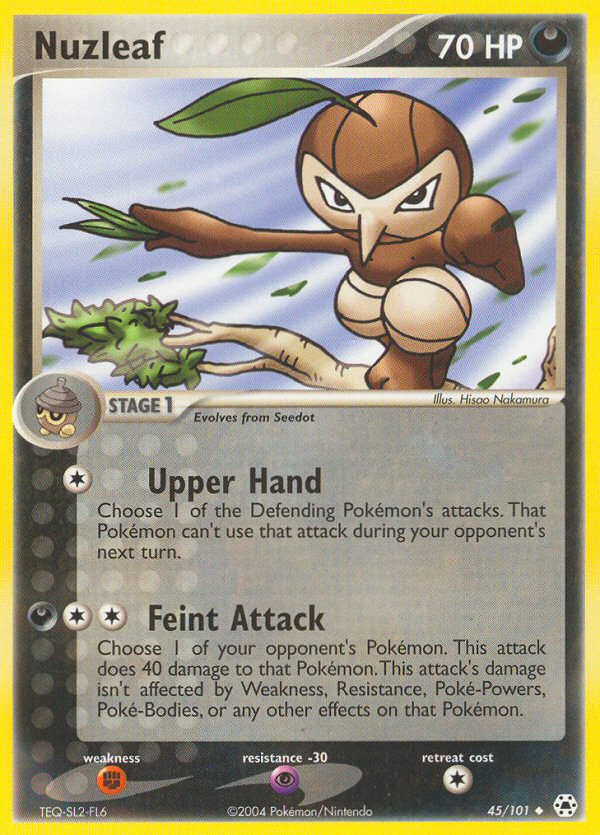 Nuzleaf 70 HP
Illus. Hisao Nakamura
STAGE 1
Evolves from Seedot
Upper Hand
Choose 1 of the Defending Pokémon's attacks. That
Pokémon can't use that attack during your opponent's
next turn.
Feint Attack
Choose 1 of your opponent's Pokémon. This attack
does 40 damage to that Pokémon. This attack's damage
isn't affected by Weakness, Resistance, Poké-Powers,
Poké-Bodies, or any other effects on that Pokémon.
weakness resistance -30 retreat cost
TEQ-SL2-FL6 ©2004 Pokémon/Nintendo 45/101